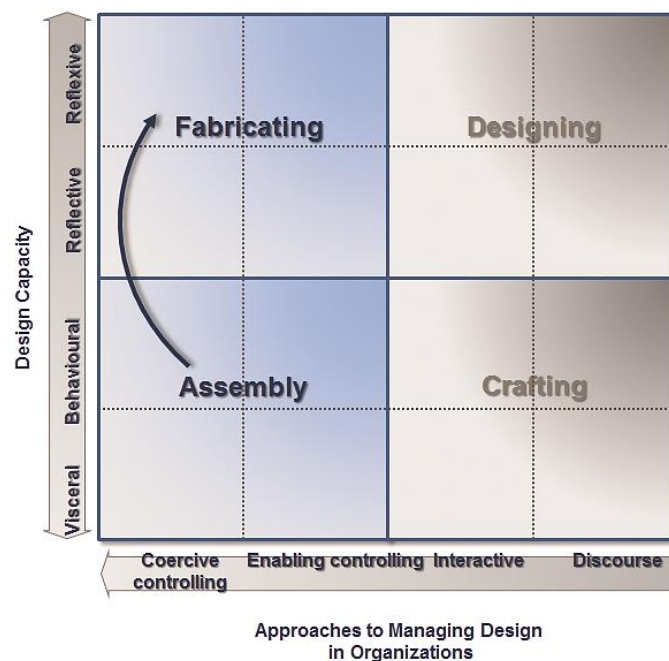 Reflexive
Fabricating
Designing
Reflective
Design Capacity
Behavioural
Assembly
Crafting
Visceral
Coercive
controlling
Enabling controlling
Interactive
Discourse
Approaches to Managing Design
in Organizations